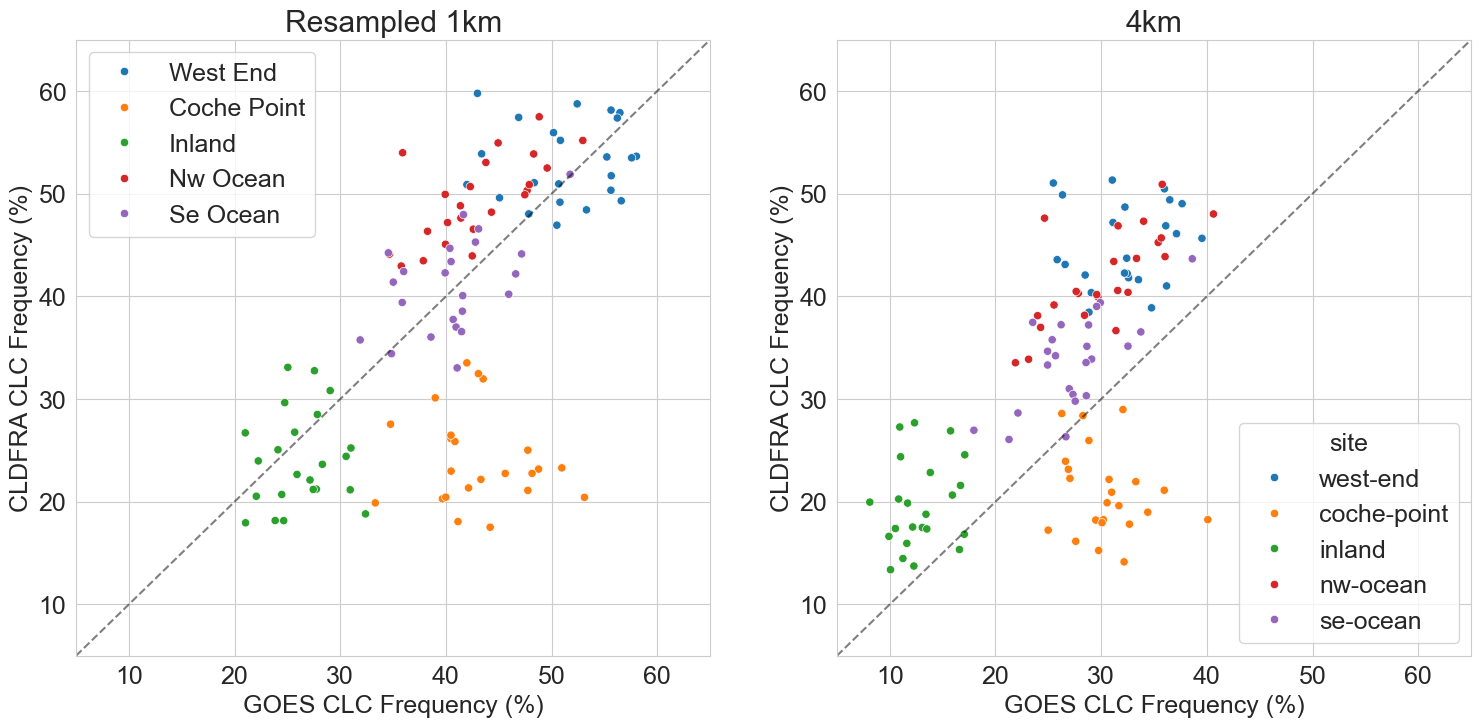 Resampled 1km
CLDFRA CLC Frequency (%)
60
50
40
30
20
10
West End
Coche Point
Inland
Nw Ocean
Se Ocean
10 20 30 40 50 60
GOES CLC Frequency (%)
4km
CLDFRA CLC Frequency (%)
60
50
40
30
20
10
site
west-end
coche-point
inland
nw-ocean
se-ocean
10 20 30 40 50 60
GOES CLC Frequency (%)